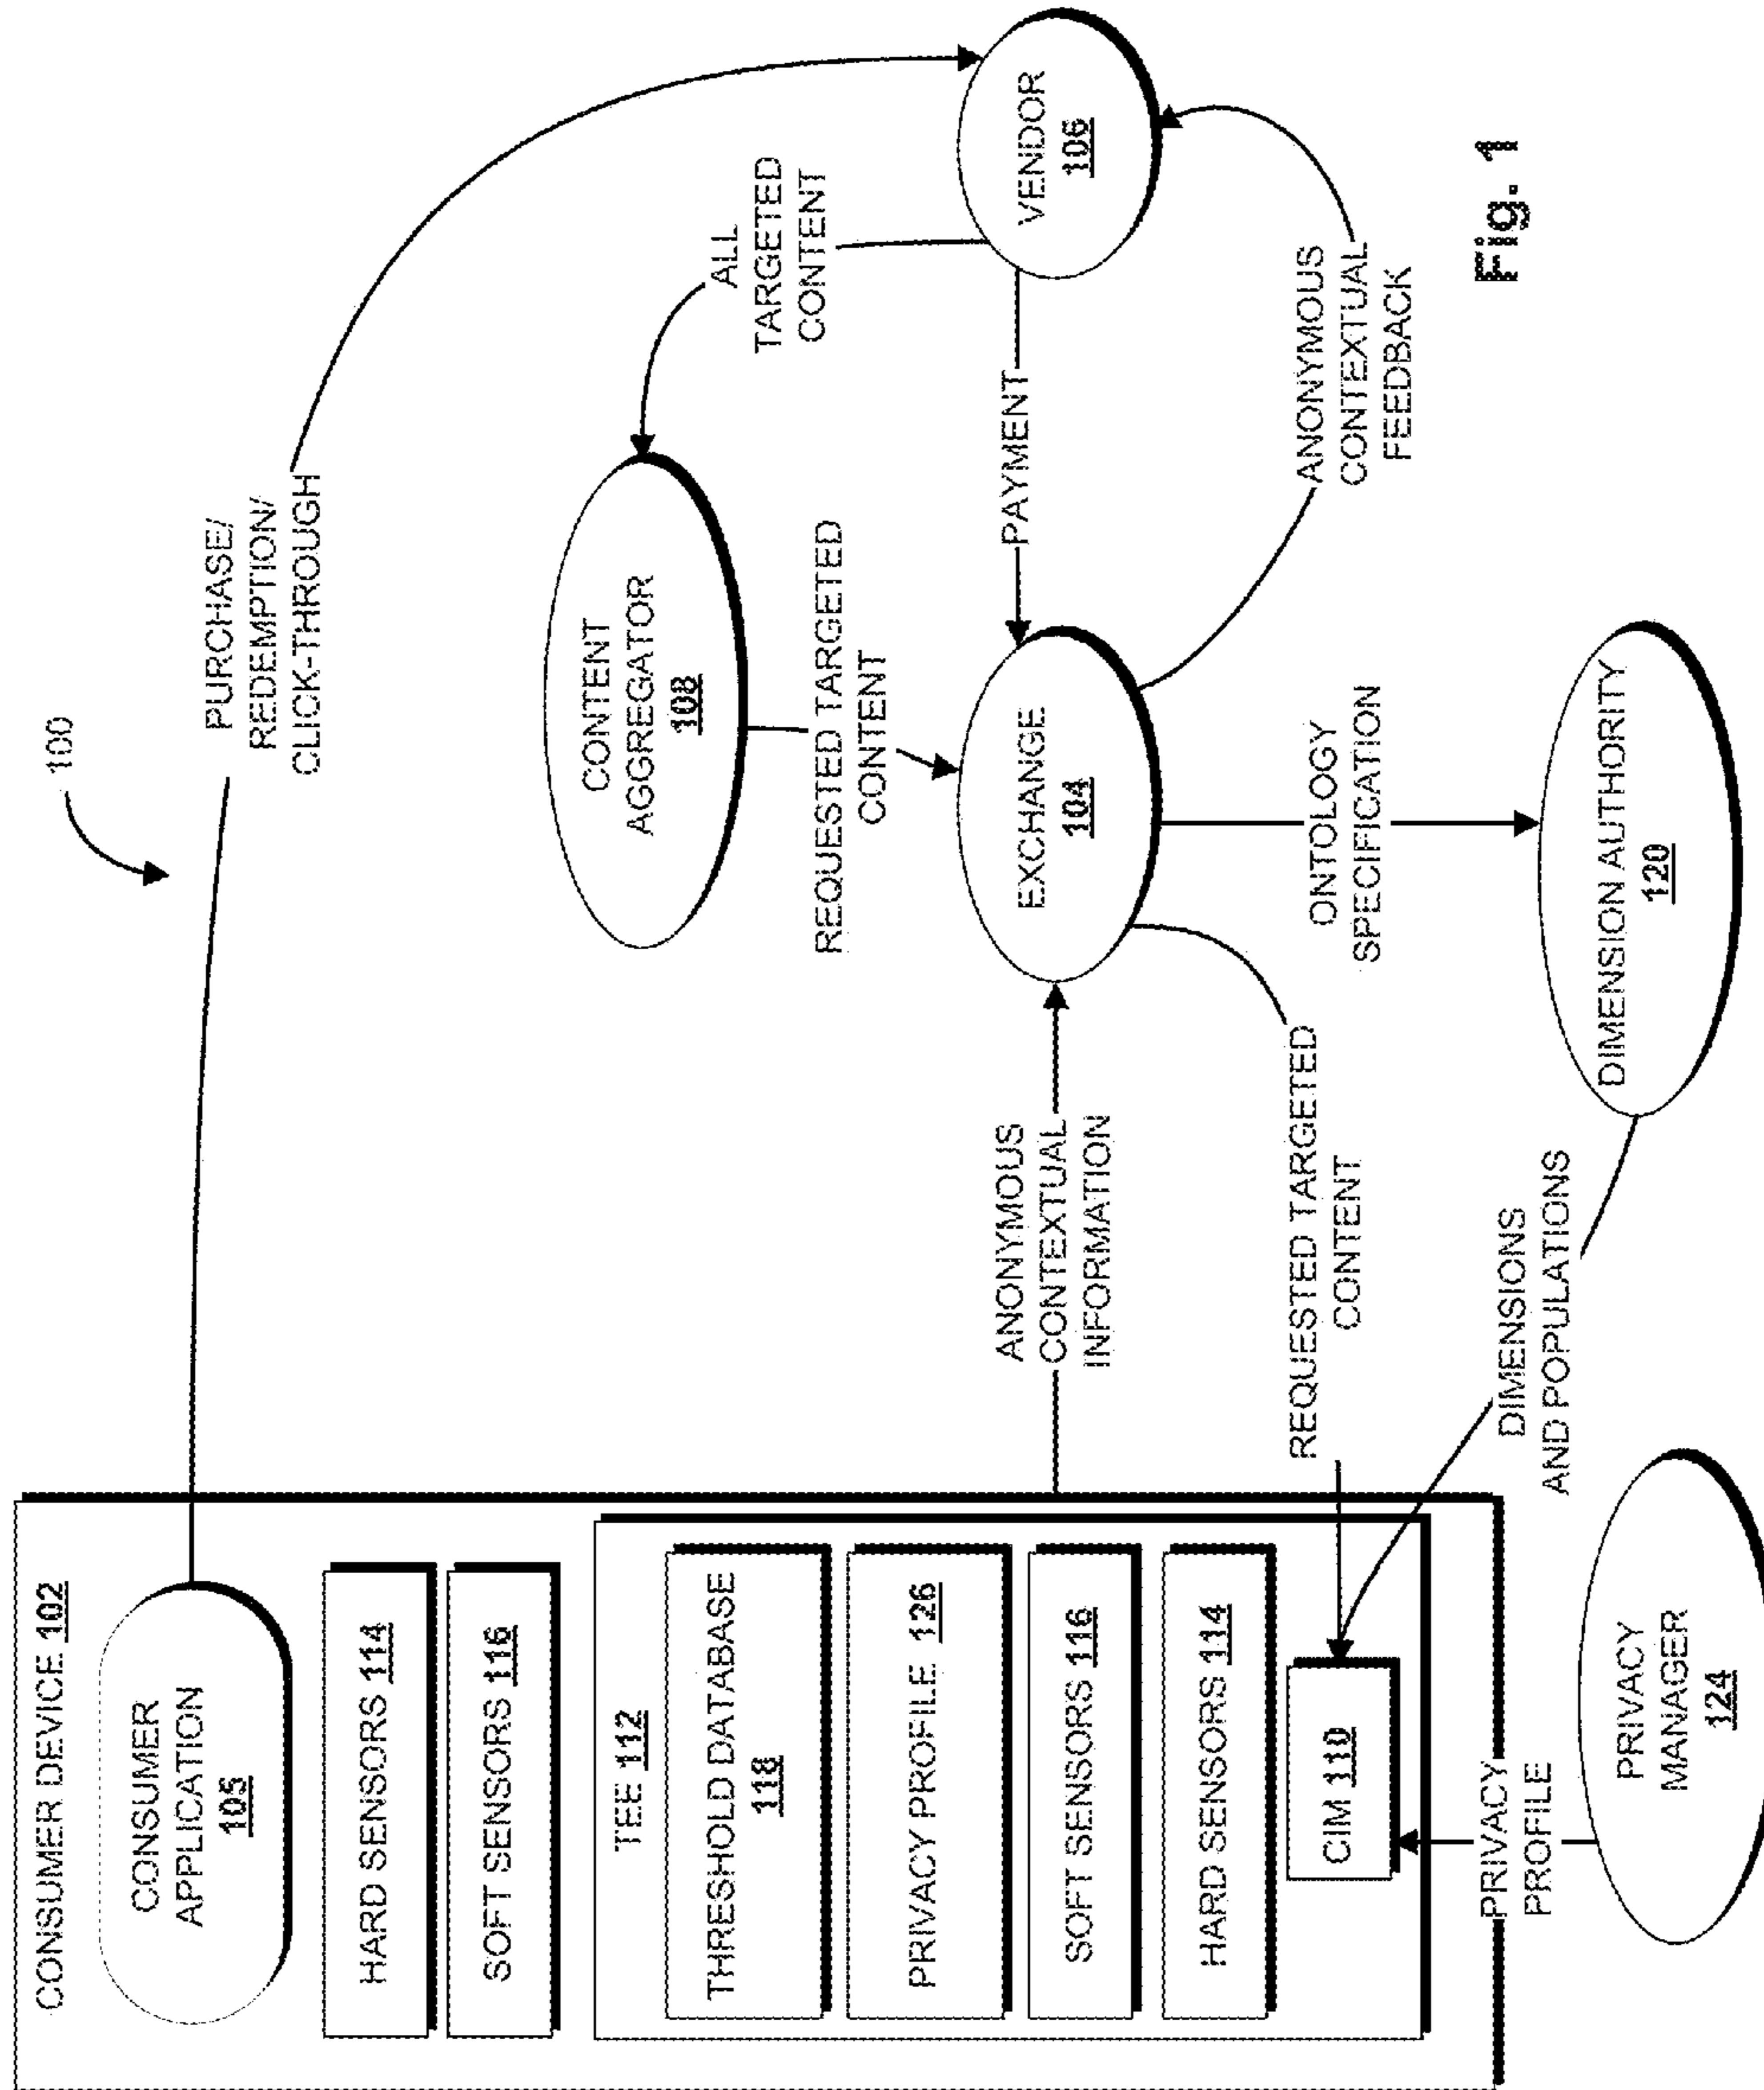 100
CONSUMER DEVICE 102
CONSUMER
APPLICATION
105
HARD SENSORS 114
SOFT SENSORS 116
TEE 112
THRESHOLD DATABASE
118
PRIVACY PROFILE 126
SOFT SENSORS 116
HARD SENSORS 114
CIM 110
PRIVACY
PROFILE
PRIVACY
MANAGER
124
PURCHASE/
REDEMPTION/
CLICK-THROUGH
CONTENT
AGGREGATOR
108
ALL
TARGETED
CONTENT
REQUESTED TARGETED
CONTENT
VENDOR
106
PAYMENT
EXCHANGE
104
ANONYMOUS
CONTEXTUAL
INFORMATION
REQUESTED TARGETED
CONTENT
ANONYMOUS
CONTEXTUAL
FEEDBACK
ONTOLOGY
SPECIFICATION
DIMENSIONS
AND POPULATIONS
DIMENSION AUTHORITY
120
Fig. 1